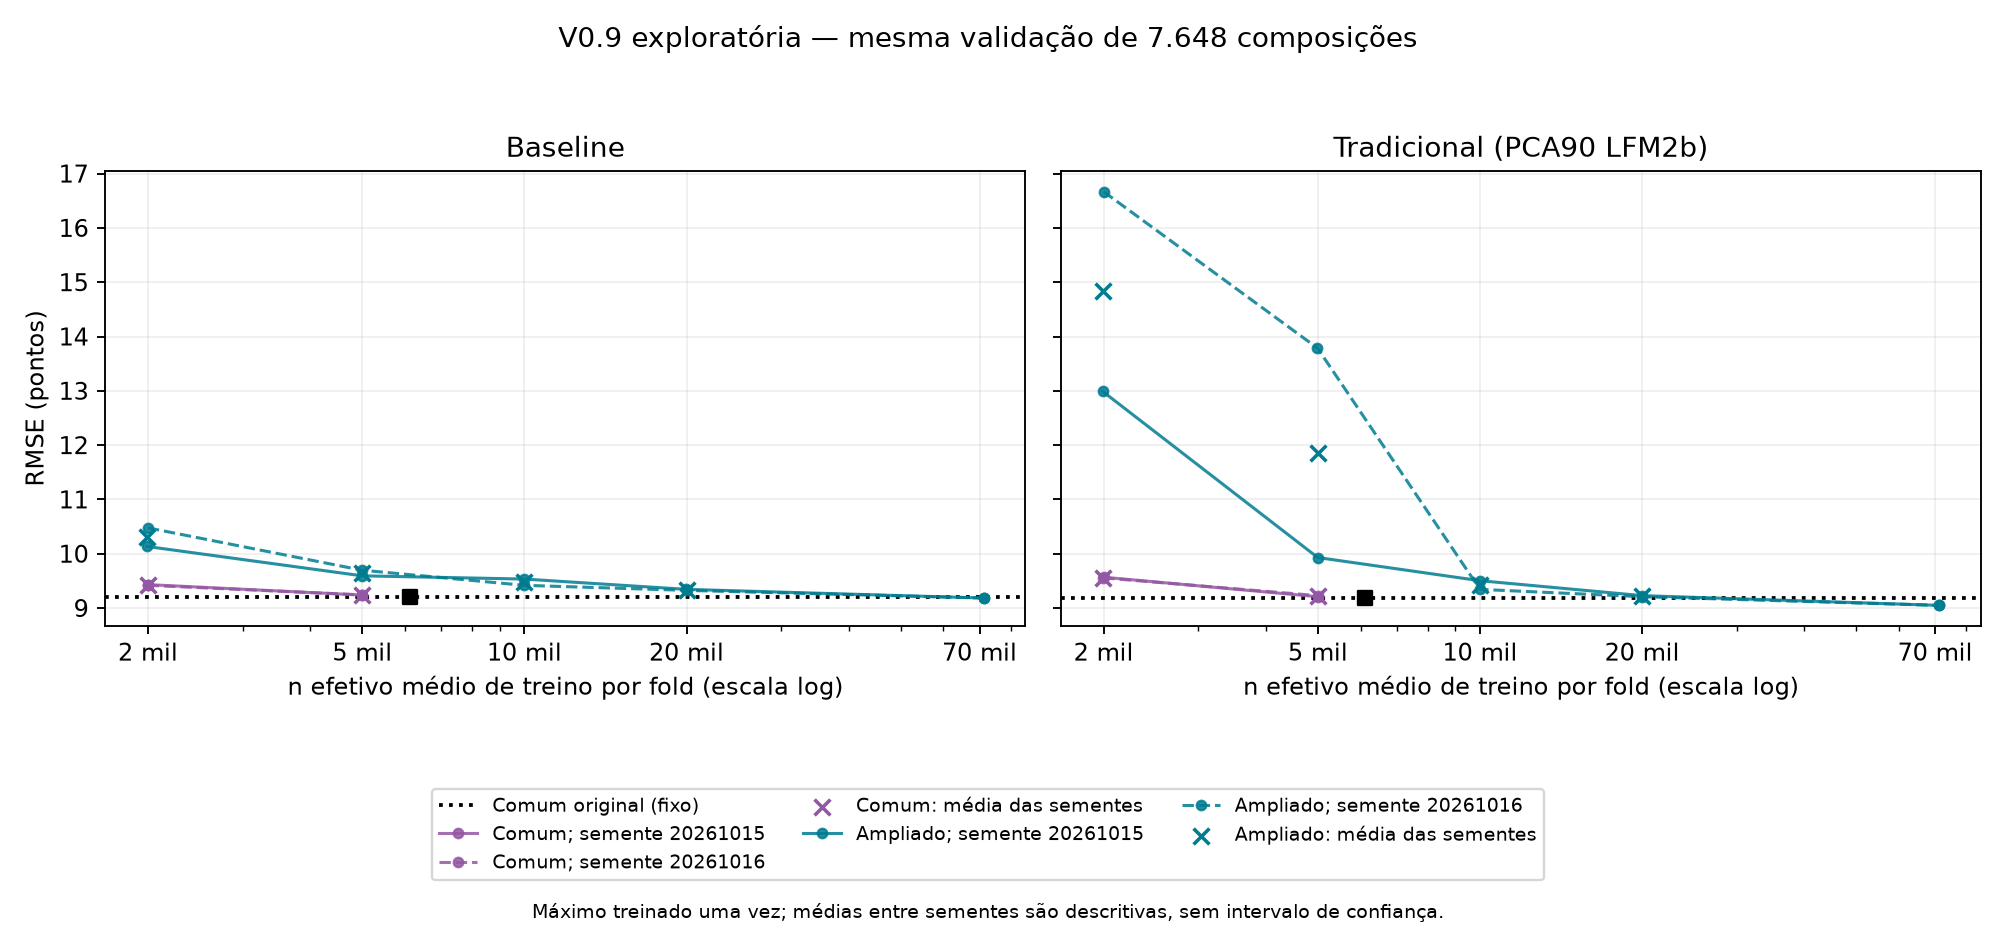 V0.9 exploratória — mesma validação de 7.648 composições
Baseline
Tradicional (PCA90 LFM2b)
17
16
15
14
13
12
11
10
9
RMSE (pontos)
2 mil 5 mil 10 mil 20 mil 70 mil
2 mil 5 mil 10 mil 20 mil 70 mil
n efetivo médio de treino por fold (escala log)
n efetivo médio de treino por fold (escala log)
Comum original (fixo)
Comum; semente 20261015
Comum; semente 20261016
Comum: média das sementes
Ampliado; semente 20261015
Ampliado; semente 20261016
Ampliado: média das sementes
Máximo treinado uma vez; médias entre sementes são descritivas, sem intervalo de confiança.